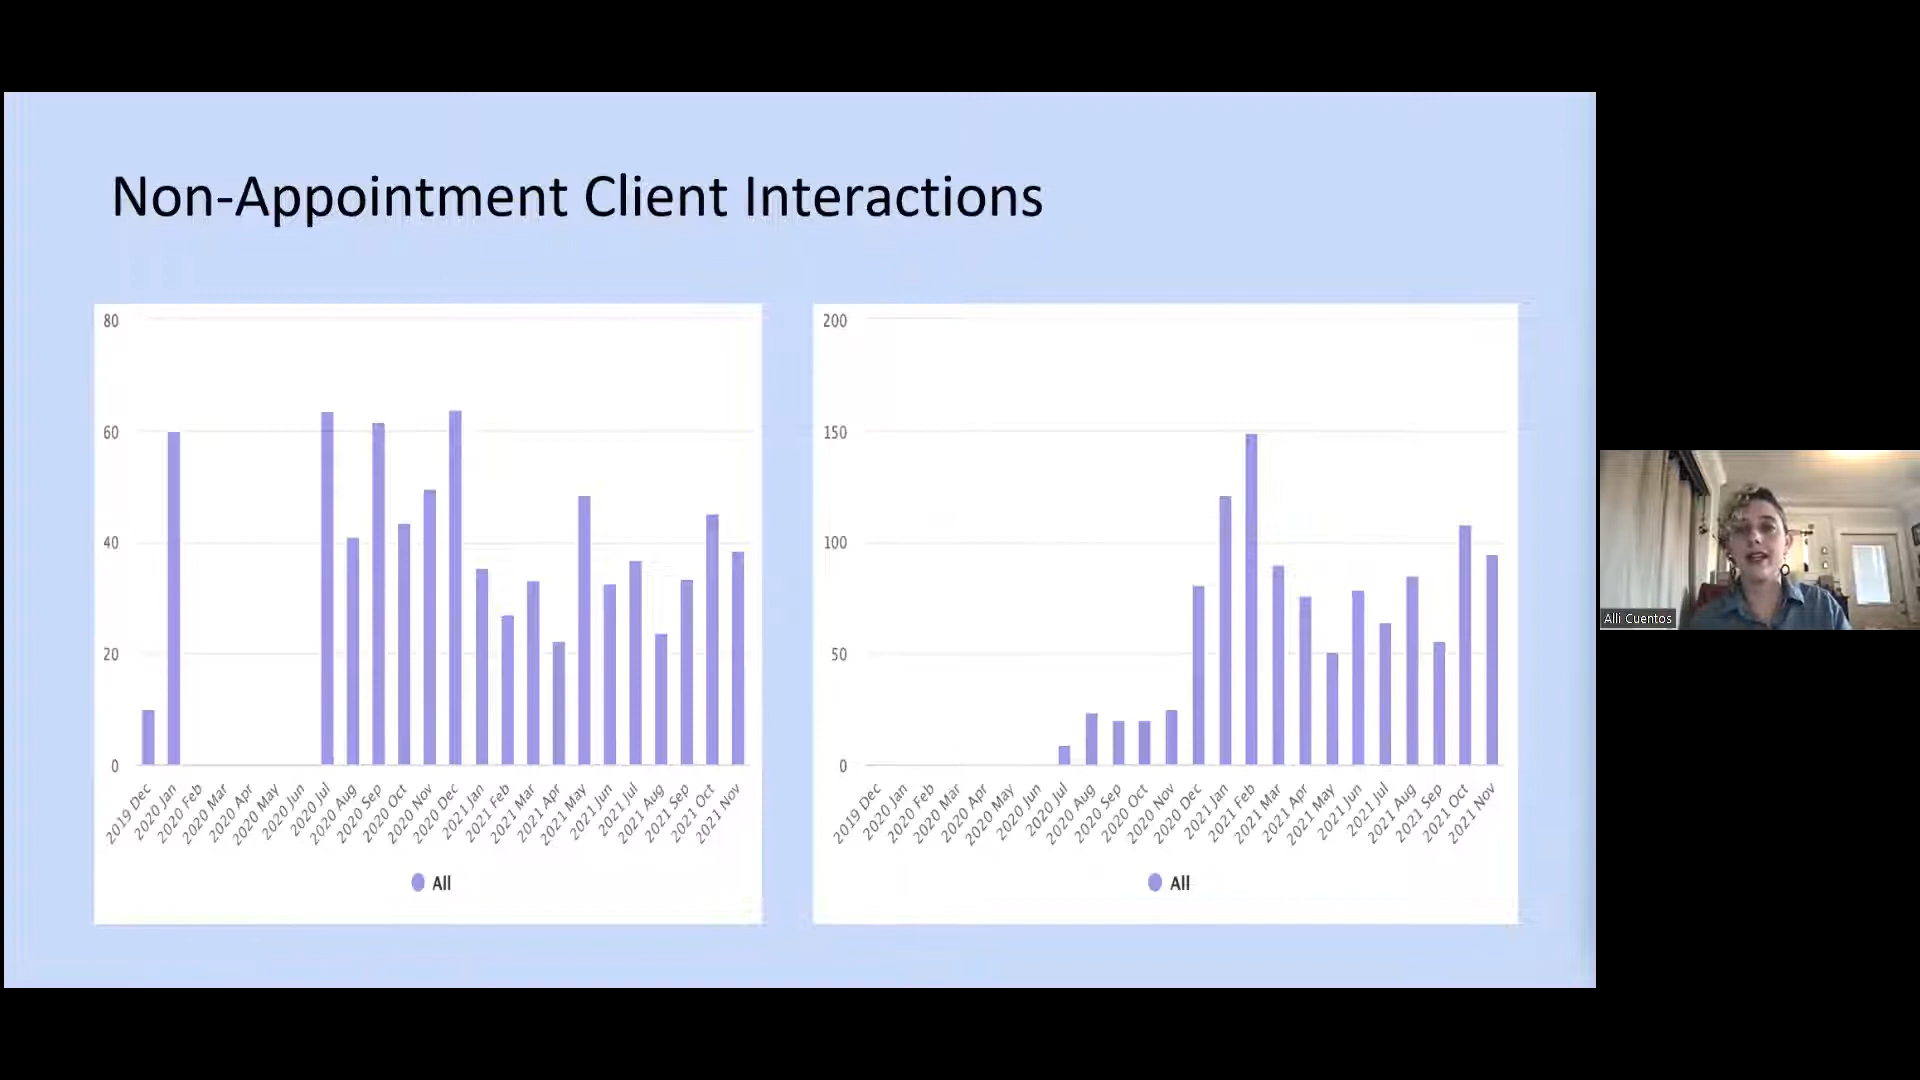 Non-Appointment Client Interactions
80
60
40
20
0
2019 Dec
2020 Jan
2020 Feb
2020 Mar
2020 Apr
2020 May
2020 Jun
2020 Jul
2020 Aug
2020 Sep
2020 Oct
2020 Nov
2020 Dec
2021 Jan
2021 Feb
2021 Mar
2021 Apr
2021 May
2021 Jun
2021 Jul
2021 Aug
2021 Sep
2021 Oct
2021 Nov
All
200
150
100
50
0
2019 Dec
2020 Jan
2020 Feb
2020 Mar
2020 Apr
2020 May
2020 Jun
2020 Jul
2020 Aug
2020 Sep
2020 Oct
2020 Nov
2020 Dec
2021 Jan
2021 Feb
2021 Mar
2021 Apr
2021 May
2021 Jun
2021 Jul
2021 Aug
2021 Sep
2021 Oct
2021 Nov
All
Alli Cuentos